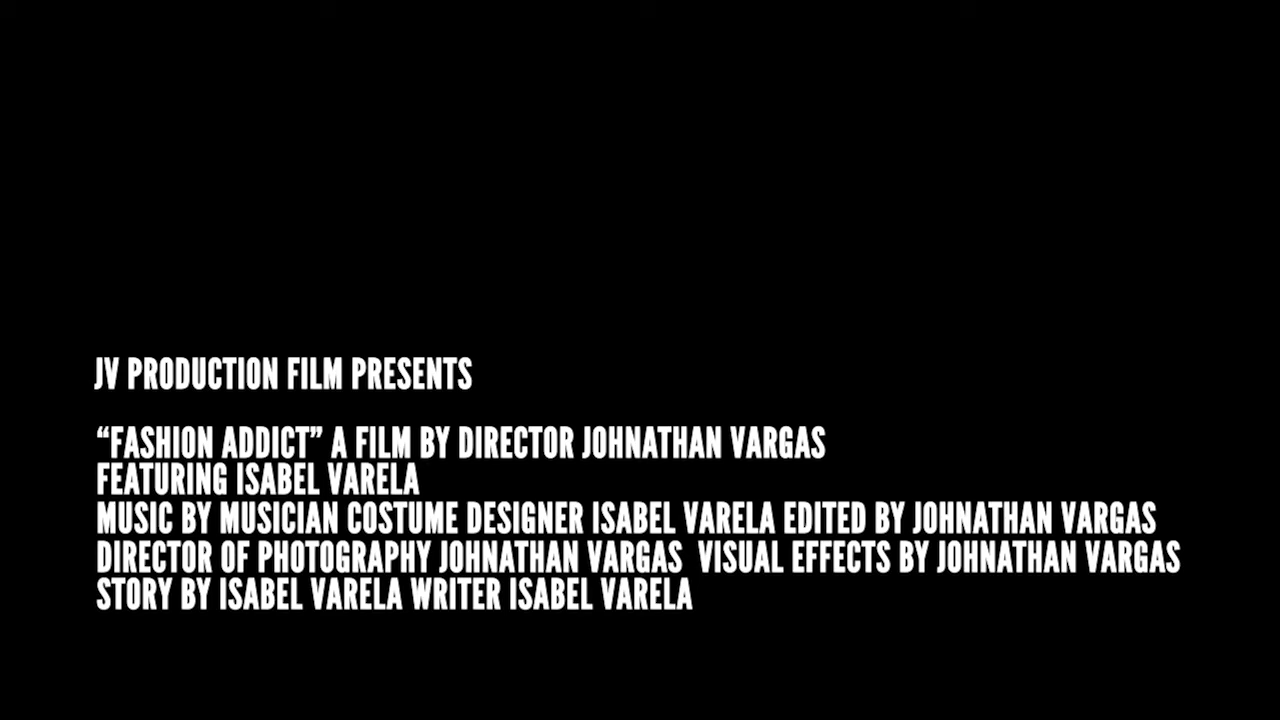 JV PRODUCTION FILM PRESENTS
“FASHION ADDICT” A FILM BY DIRECTOR JOHNATHAN VARGAS
FEATURING ISABEL VARELA
MUSIC BY MUSICIAN COSTUME DESIGNER ISABEL VARELA EDITED BY JOHNATHAN VARGAS
DIRECTOR OF PHOTOGRAPHY JOHNATHAN VARGAS  VISUAL EFFECTS BY JOHNATHAN VARGAS
STORY BY ISABEL VARELA WRITER ISABEL VARELA